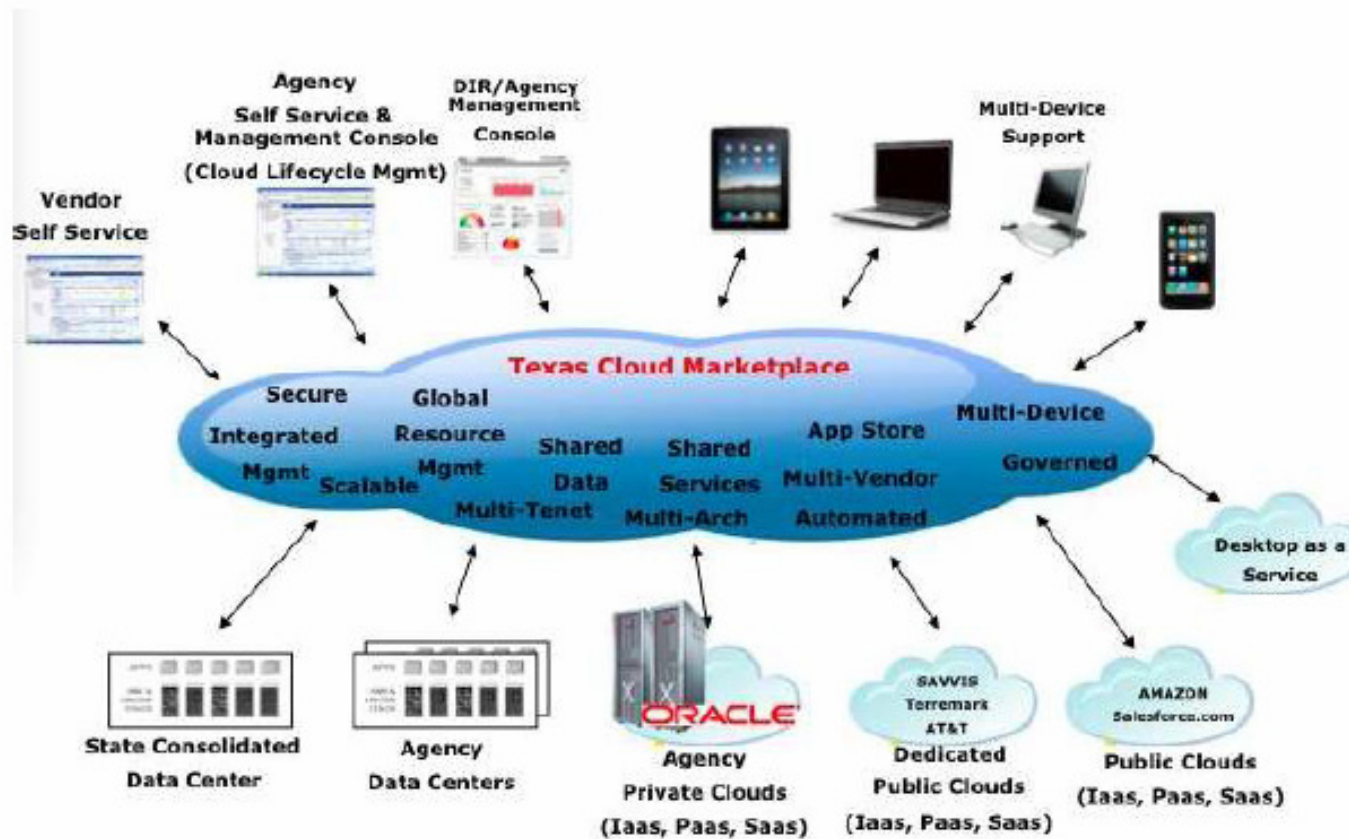 Agency
Self Service &
Management Console
(Cloud Lifecycle Mgmt)
DIR/Agency
Management
Console
Multi-Device
Support
Vendor
Self Service
Texas Cloud Marketplace
Secure
Integrated
Mgmt
Scalable
Global
Resource
Mgmt
Multi-Tenet
Shared
Data
Shared
Services
Multi-Arch
App Store
Multi-Vendor
Automated
Multi-Device
Governed
Desktop as a
Service
State Consolidated
Data Center
Agency
Data Centers
ORACLE
Agency
Private Clouds
(Iaas, Paas, Saas)
SAVVIS
Terremark
AT&T
Dedicated
Public Clouds
(Iaas, Paas, Saas)
AMAZON
Salesforce.com
Public Clouds
(Iaas, Paas, Saas)